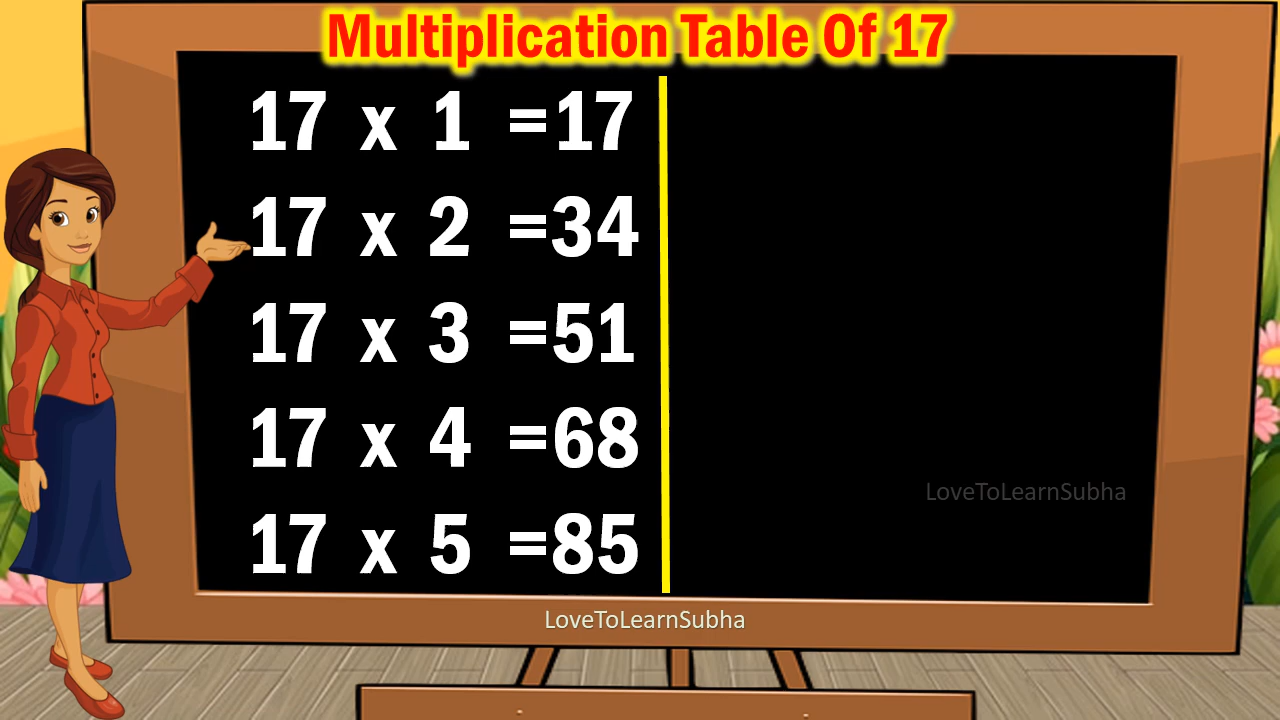 Multiplication Table Of 17
17 x 1 =17
17 x 2 =34
17 x 3 =51
17 x 4 =68
17 x 5 =85
LoveToLearnSubha
LoveToLearnSubha